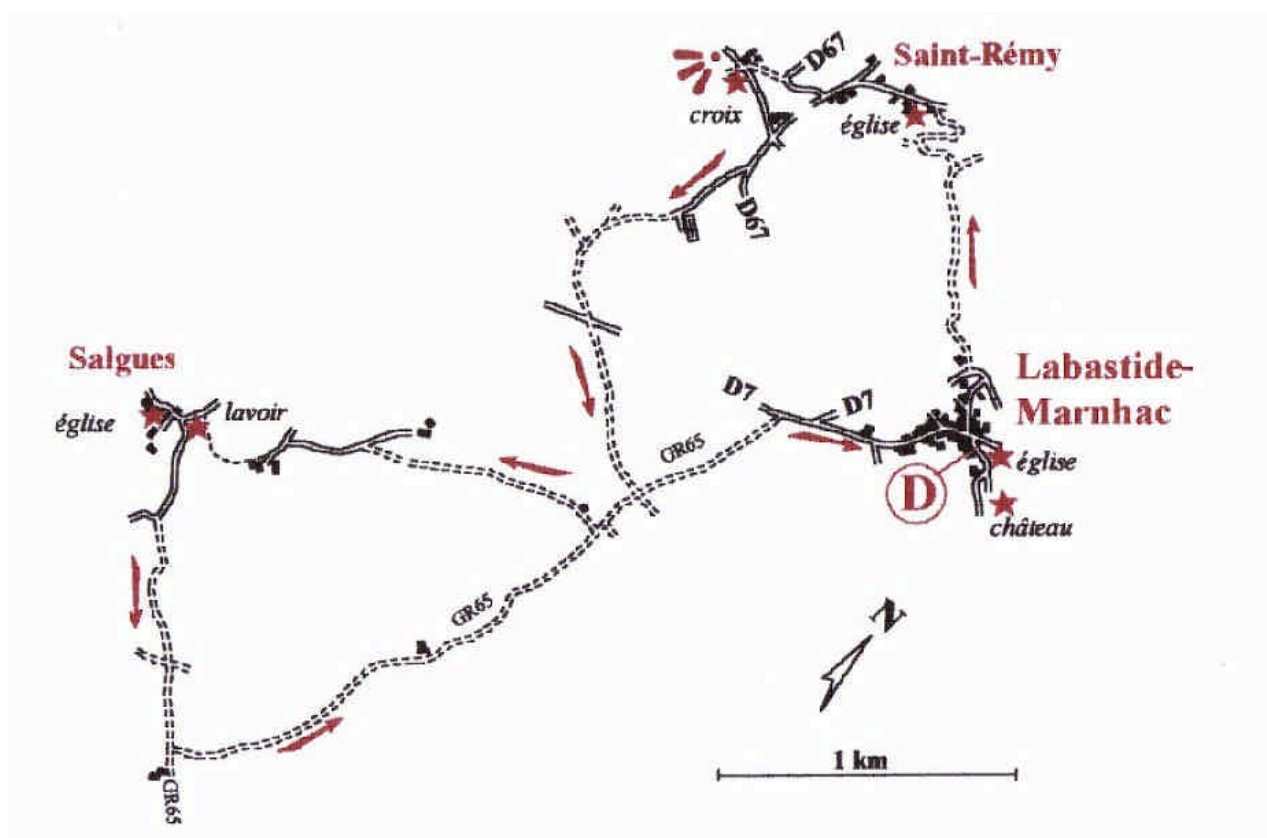 D67
Saint-Rémy
croix
église
D67
Salgues
église
lavoir
D7
D7
Labastide-
Marnhac
GR65
église
D
château
GR65
N
1 km
GR65